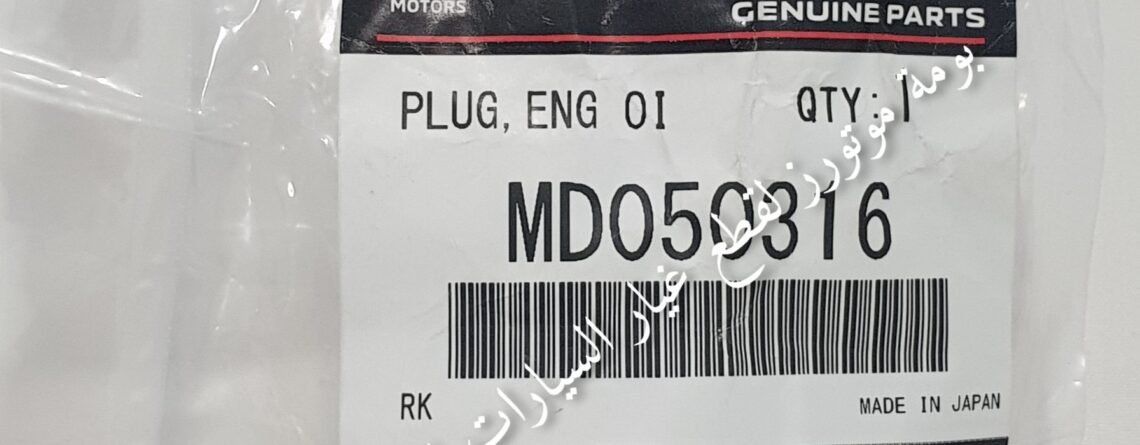 MOTORS
GENUINE PARTS
PLUG, ENG OI QTY: 1
MD050316
RK
MADE IN JAPAN
بومة موتورز لقطع غيار السيارات